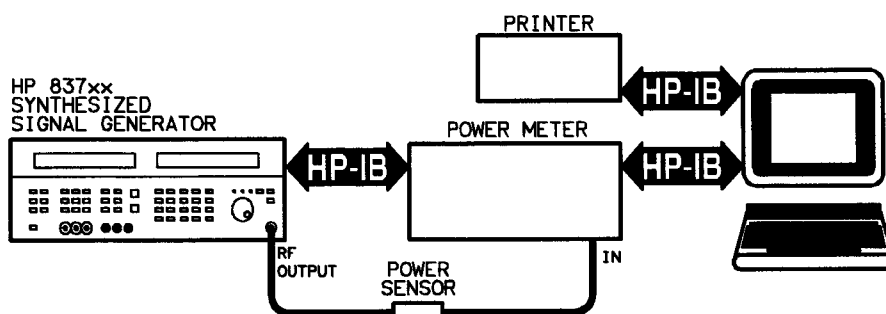 PRINTER
HP 837xx
SYNTHESIZED
SIGNAL GENERATOR
HP-IB
POWER METER
HP-IB
HP-IB
RF
OUTPUT
POWER
SENSOR
IN